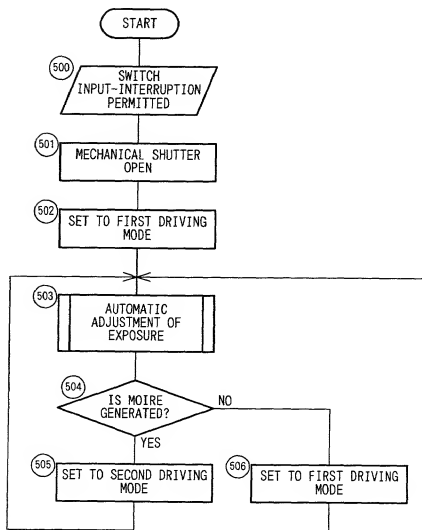 START
500
SWITCH
INPUT-INTERRUPTION
PERMITTED
501
MECHANICAL SHUTTER
OPEN
502
SET TO FIRST DRIVING
MODE
503
AUTOMATIC
ADJUSTMENT OF
EXPOSURE
504
IS MOIRE
GENERATED?
NO
YES
505
SET TO SECOND DRIVING
MODE
506
SET TO FIRST DRIVING
MODE